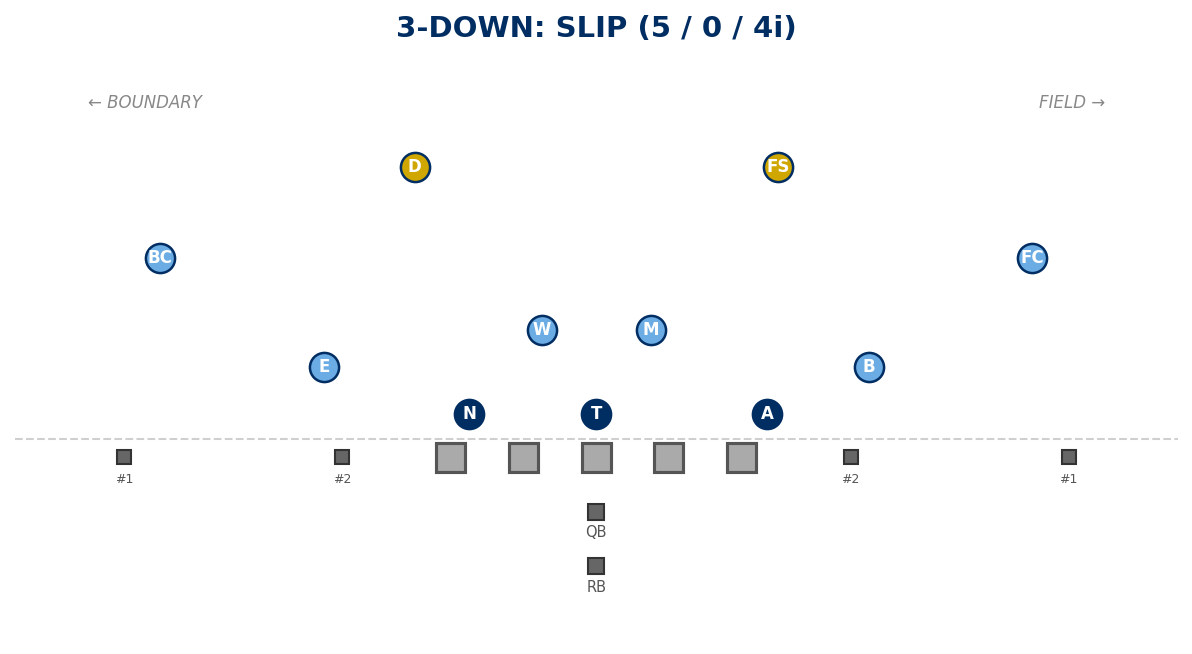 3-DOWN: SLIP (5 / 0 / 4i)
← BOUNDARY
FIELD →
D
FS
BC
FC
W
M
E
B
N
T
A
#1
#2
#2
#1
QB
RB